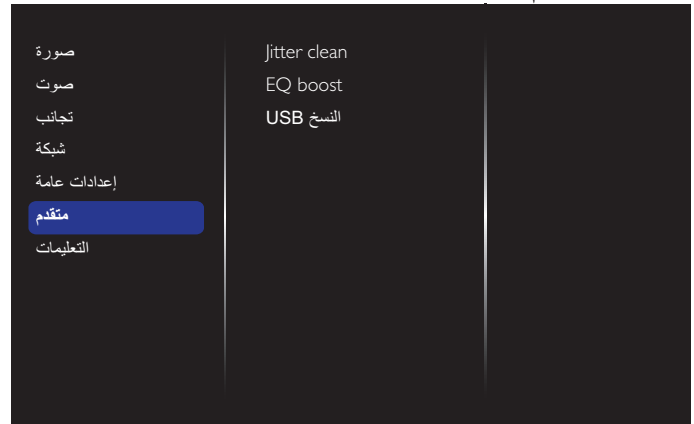 صورة
صوت
تجانب
شبكة
إعدادات عامة
متقدم
التعليمات
Jitter clean
EQ boost
النسخ USB